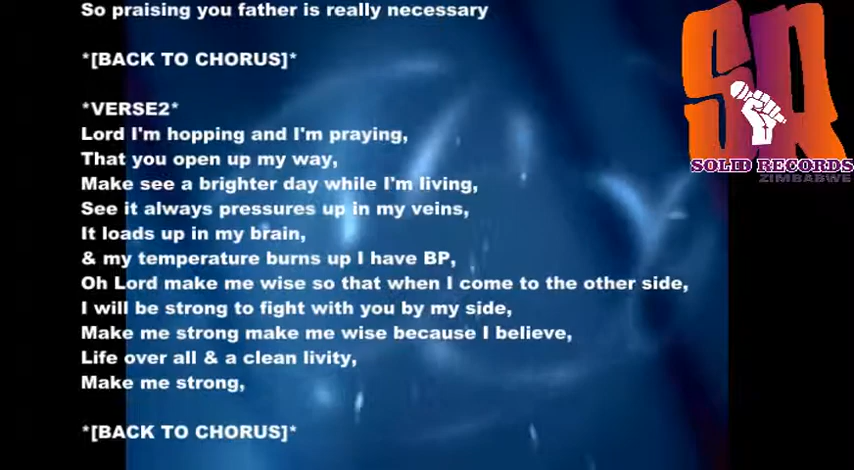 So praising you father is really necessary
*[BACK TO CHORUS]*
*VERSE2*
Lord I'm hopping and I'm praying,
That you open up my way,
Make see a brighter day while I'm living,
See it always pressures up in my veins,
It loads up in my brain,
& my temperature burns up I have BP,
Oh Lord make me wise so that when I come to the other side,
I will be strong to fight with you by my side,
Make me strong make me wise because I believe,
Life over all & a clean livity,
Make me strong,
*[BACK TO CHORUS]*
SR
SOLID RECORDS
ZIMBABWE